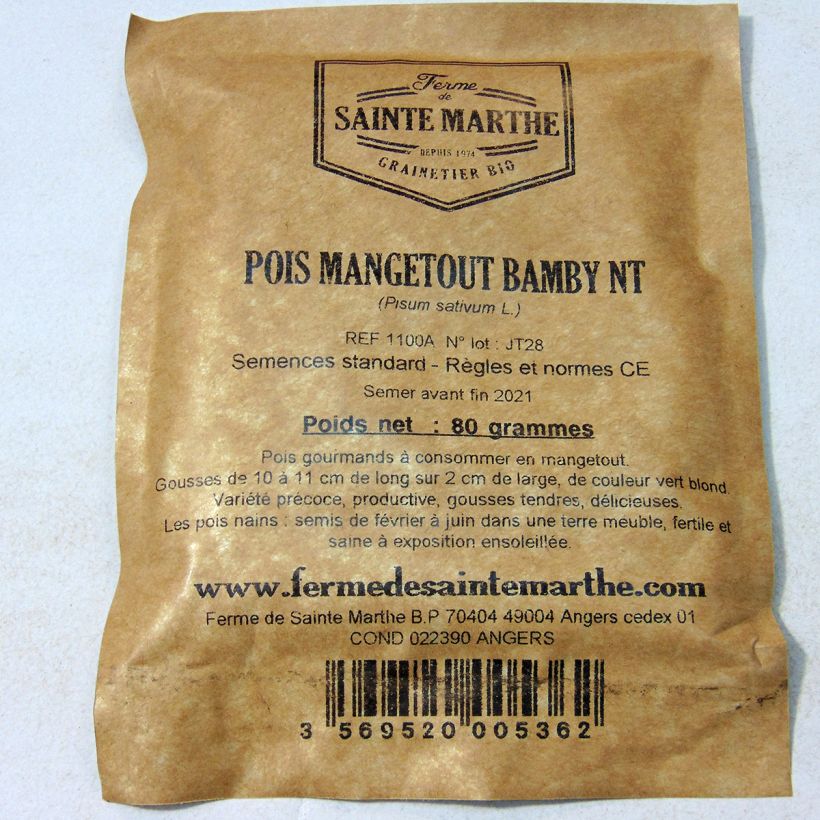 Ferme
de
SAINTE MARTHE
DEPUIS 1974
GRAINETIER BIO
POIS MANGETOUT BAMBY NT
(Pisum sativum L.)
REF 1100A N° lot : JT28
Semences standard - Règles et normes CE
Semer avant fin 2021
Poids net : 80 grammes
Pois gourmands à consommer en mangetout.
Gousses de 10 à 11 cm de long sur 2 cm de large, de couleur vert blond.
Variété précoce, productive, gousses tendres, délicieuses.
Les pois nains : semis de février à juin dans une terre meuble, fertile et
saine à exposition ensoleillée.
www.fermedesaintemarthe.com
Ferme de Sainte Marthe B.P 70404 49004 Angers cedex 01
COND 022390 ANGERS
3 569520 005362